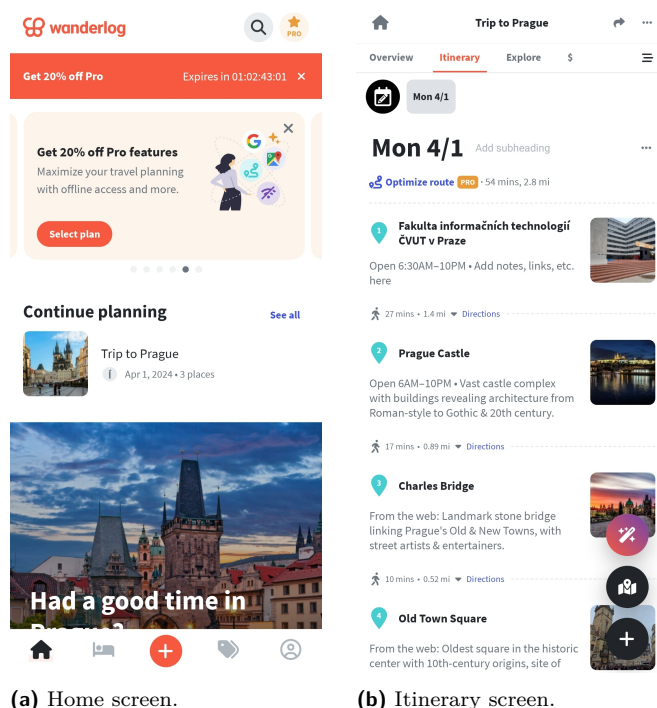 wanderlog
PRO
Get 20% off Pro
Expires in 01:02:43:01
Get 20% off Pro features
Maximize your travel planning
with offline access and more.
Select plan
Continue planning
See all
Trip to Prague
i Apr 1, 2024 • 3 places
Had a good time in
Prague?
(a) Home screen.
Trip to Prague
Overview Itinerary Explore $
Mon 4/1
Mon 4/1 Add subheading
Optimize route PRO · 54 mins, 2.8 mi
1 Fakulta informačních technologií
ČVUT v Praze
Open 6:30AM–10PM • Add notes, links, etc.
here
27 mins • 1.4 mi Directions
2 Prague Castle
Open 6AM–10PM • Vast castle complex
with buildings revealing architecture from
Roman-style to Gothic & 20th century.
17 mins • 0.89 mi Directions
3 Charles Bridge
From the web: Landmark stone bridge
linking Prague's Old & New Towns, with
street artists & entertainers.
10 mins • 0.52 mi Directions
4 Old Town Square
From the web: Oldest square in the historic
center with 10th-century origins, site of
(b) Itinerary screen.